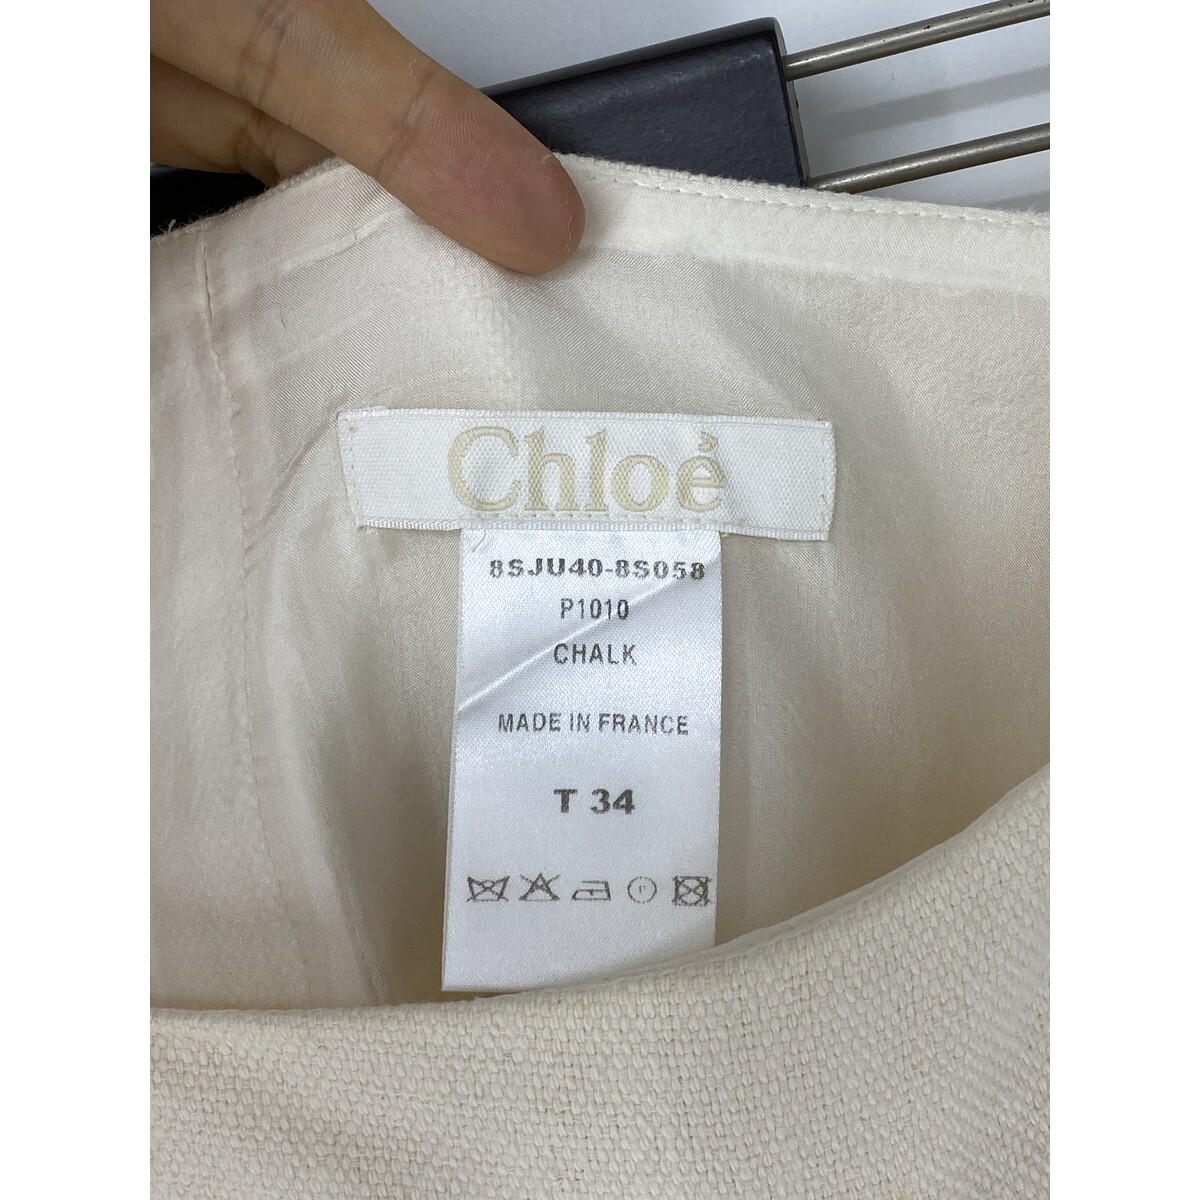 Chloé
8SJU40-8S058
P1010
CHALK
MADE IN FRANCE
T 34